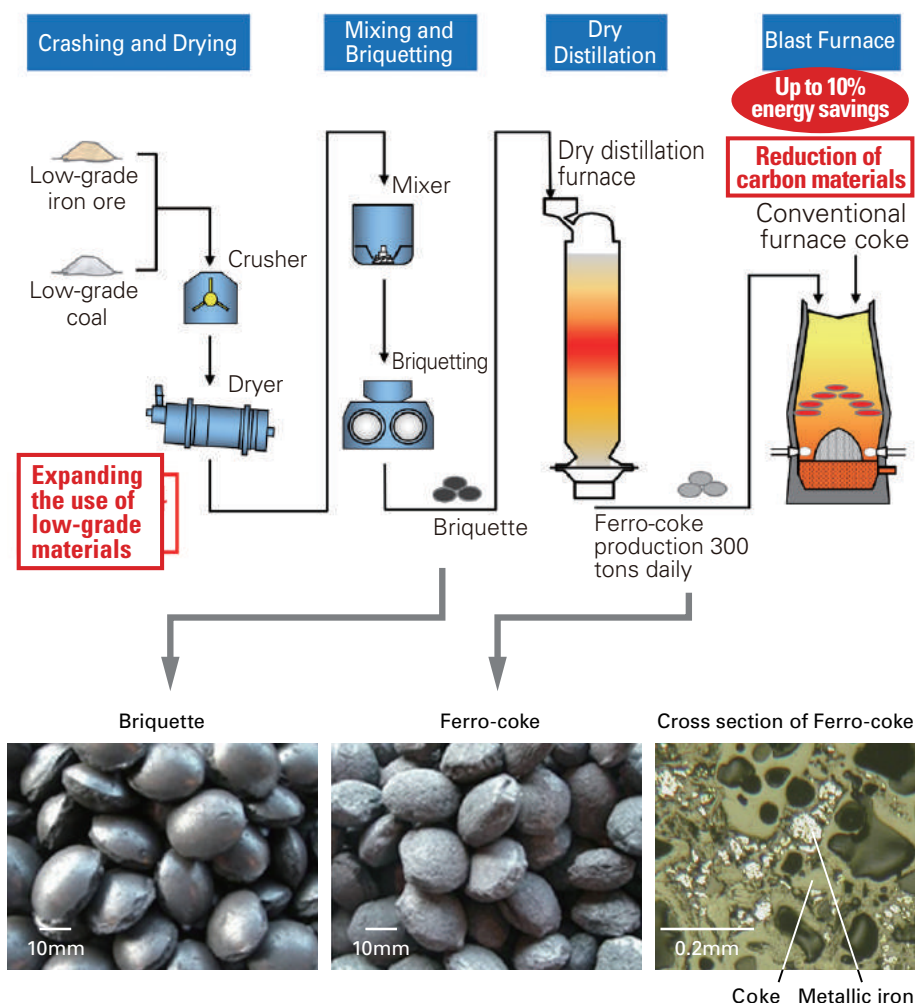 Crashing and Drying
Mixing and
Briquetting
Dry
Distillation
Blast Furnace
Up to 10%
energy savings
Reduction of
carbon materials
Conventional
furnace coke
Low-grade
iron ore
Low-grade
coal
Crusher
Dryer
Expanding
the use of
low-grade
materials
Mixer
Briquetting
Briquette
Dry distillation
furnace
Ferro-coke
production 300
tons daily
Briquette
10mm
Ferro-coke
10mm
Cross section of Ferro-coke
0.2mm
Coke
Metallic iron